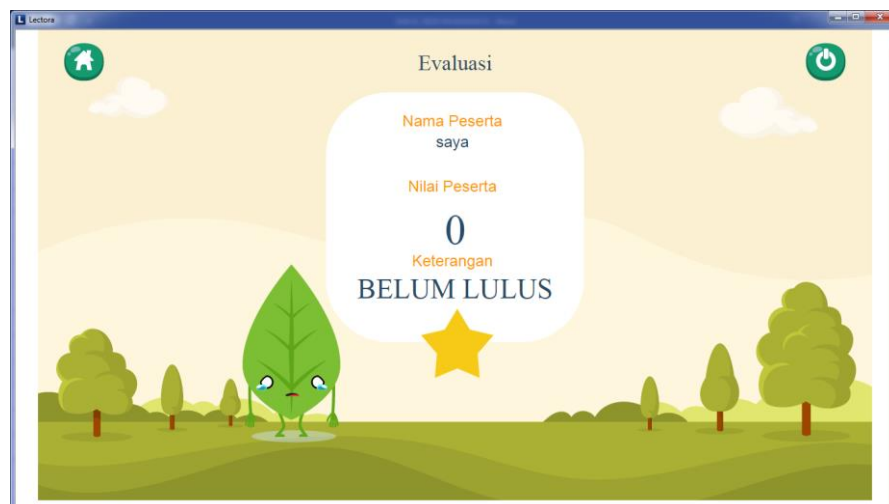 Lectora
Evaluasi
Nama Peserta
saya
Nilai Peserta
0
Keterangan
BELUM LULUS